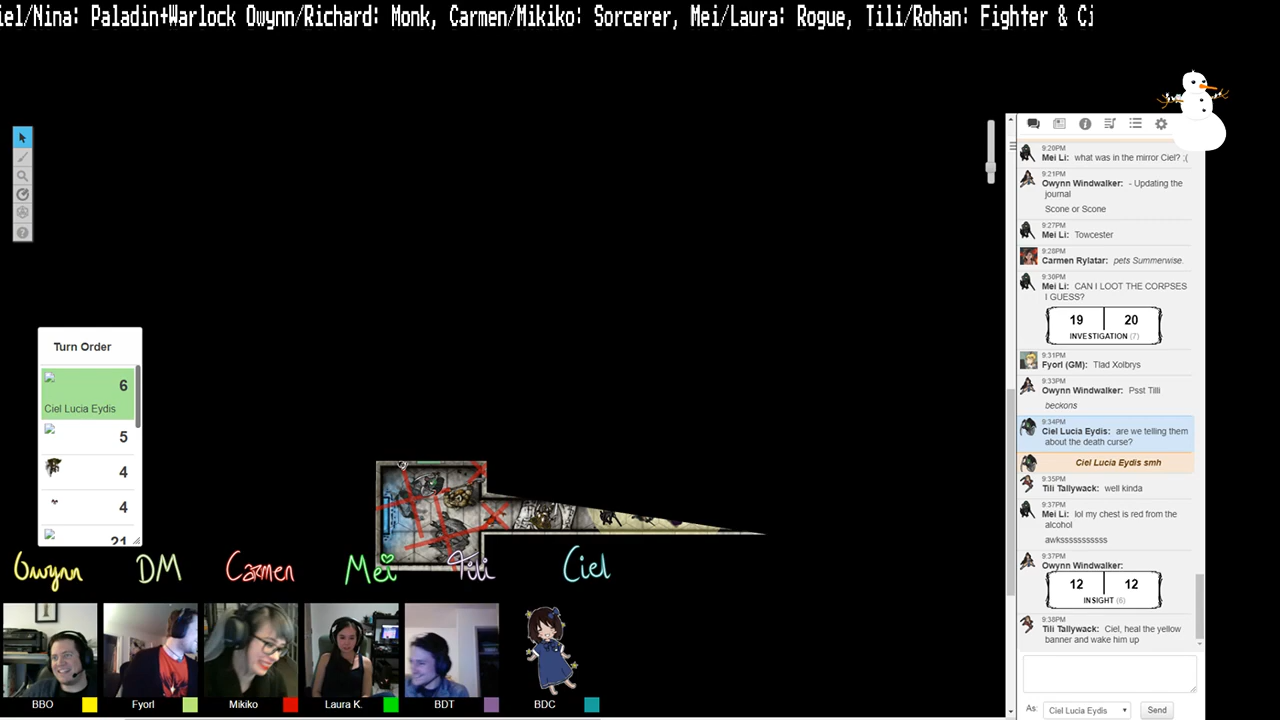 iel/Nina: Paladin+Warlock Owynn/Richard: Monk, Carmen/Mikiko: Sorcerer, Mei/Laura: Rogue, Tili/Rohan: Fighter & Ci
9:20PM
Mei Li: what was in the mirror Ciel? ;(
9:21PM
Owynn Windwalker: - Updating the
journal
Scone or Scone
9:27PM
Mei Li: Towcester
9:28PM
Carmen Rylatar: pets Summerwise.
9:30PM
Mei Li: CAN I LOOT THE CORPSES
I GUESS?
19 20
INVESTIGATION (7)
9:31PM
Fyorl (GM): Tlad Xolbrys
9:33PM
Owynn Windwalker: Psst Tilli
beckons
9:34PM
Ciel Lucia Eydis: are we telling them
about the death curse?
Ciel Lucia Eydis smh
9:35PM
Tili Tallywack: well kinda
9:37PM
Mei Li: lol my chest is red from the
alcohol
awkssssssssss
9:37PM
Owynn Windwalker:
12 12
INSIGHT (6)
9:38PM
Tili Tallywack: Ciel, heal the yellow
banner and wake him up
As: Ciel Lucia Eydis Send
Turn Order
6
Ciel Lucia Eydis
5
4
4
21
Owynn DM Carmen Mei Tili Ciel
BBO Fyorl Mikiko Laura K. BDT BDC